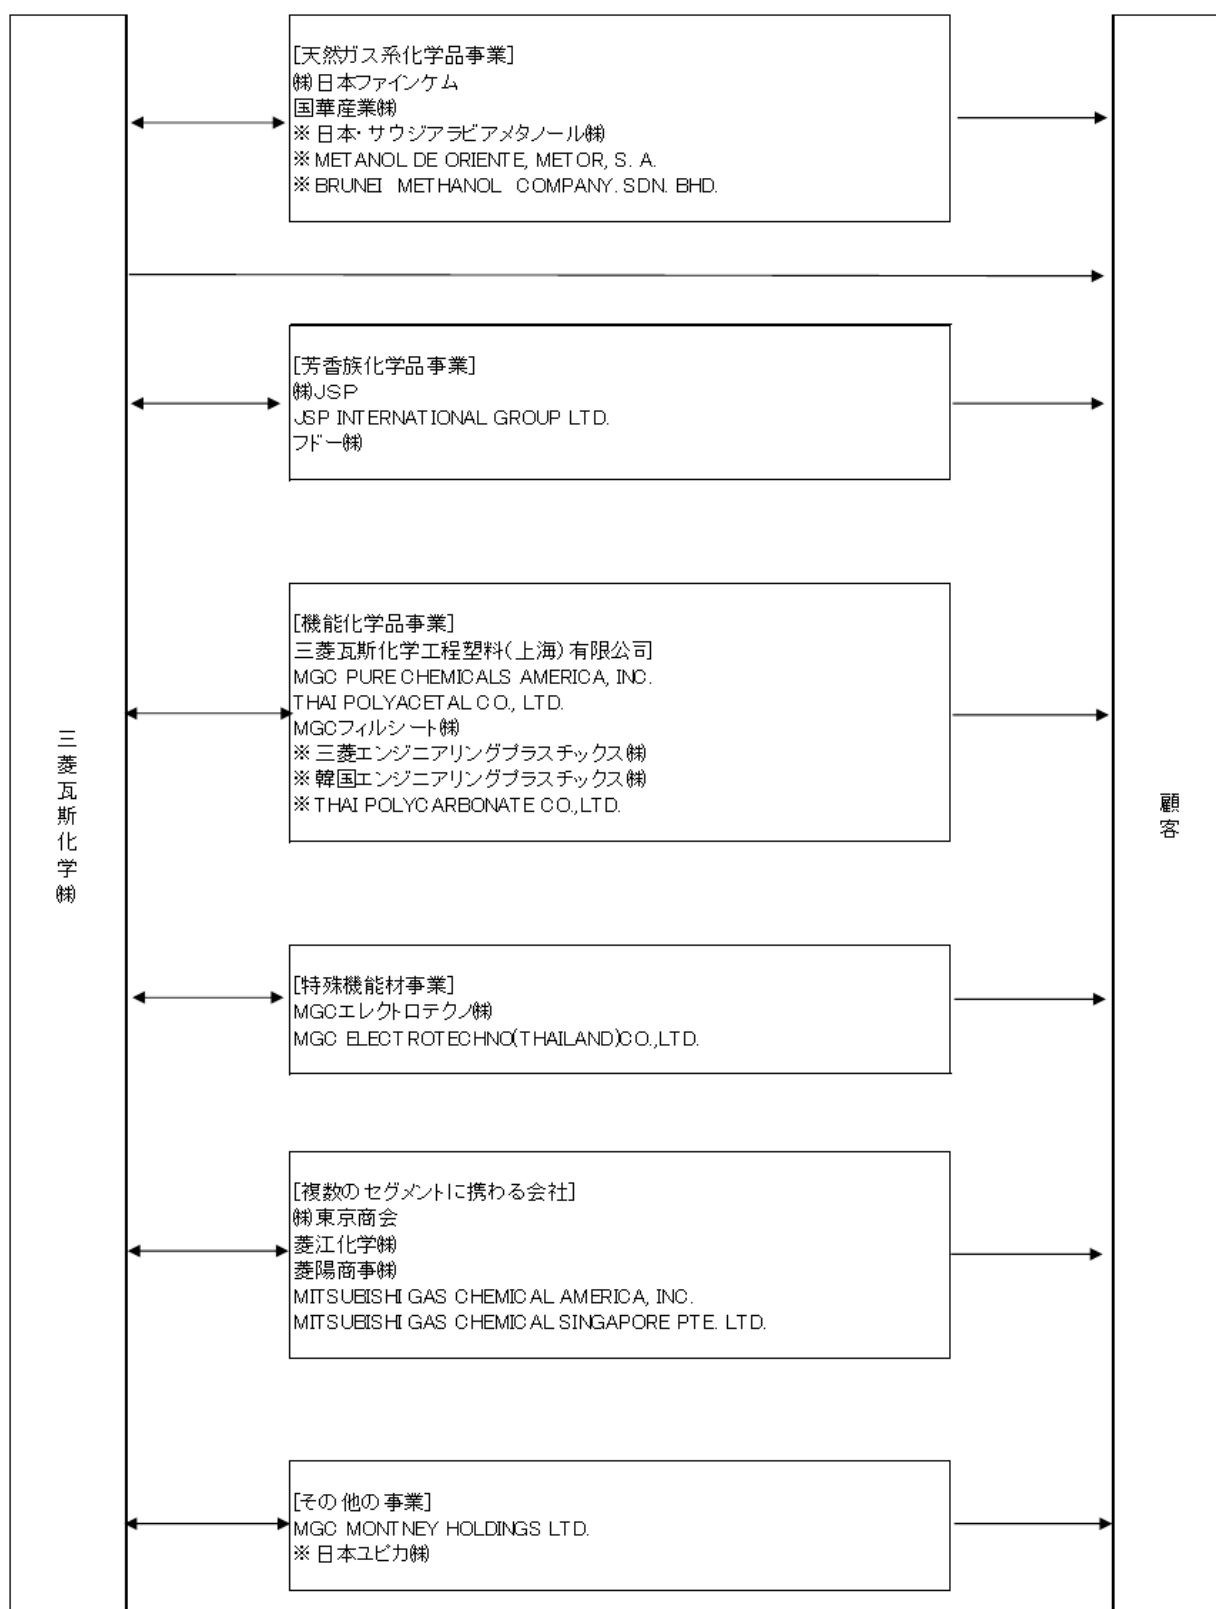 三菱瓦斯化学㈱
[天然ガス系化学品事業]
㈱日本ファインケム
国華産業㈱
※日本・サウジアラビアメタノール㈱
※METANOL DE ORIENTE, METOR, S. A.
※BRUNEI METHANOL COMPANY. SDN. BHD.
[芳香族化学品事業]
㈱JSP
JSP INTERNATIONAL GROUP LTD.
フドー㈱
[機能化学品事業]
三菱瓦斯化学工程塑料(上海)有限公司
MGC PURE CHEMICALS AMERICA, INC.
THAI POLYACETAL CO., LTD.
MGCフィルシート㈱
※三菱エンジニアリングプラスチックス㈱
※韓国エンジニアリングプラスチックス㈱
※THAI POLYCARBONATE CO.,LTD.
[特殊機能材事業]
MGCエレクトロテクノ㈱
MGC ELECTROTECHNO(THAILAND)CO.,LTD.
[複数のセグメントに携わる会社]
㈱東京商会
菱江化学㈱
菱陽商事㈱
MITSUBISHI GAS CHEMICAL AMERICA, INC.
MITSUBISHI GAS CHEMICAL SINGAPORE PTE. LTD.
[その他の事業]
MGC MONTNEY HOLDINGS LTD.
※日本ユピカ㈱
顧客